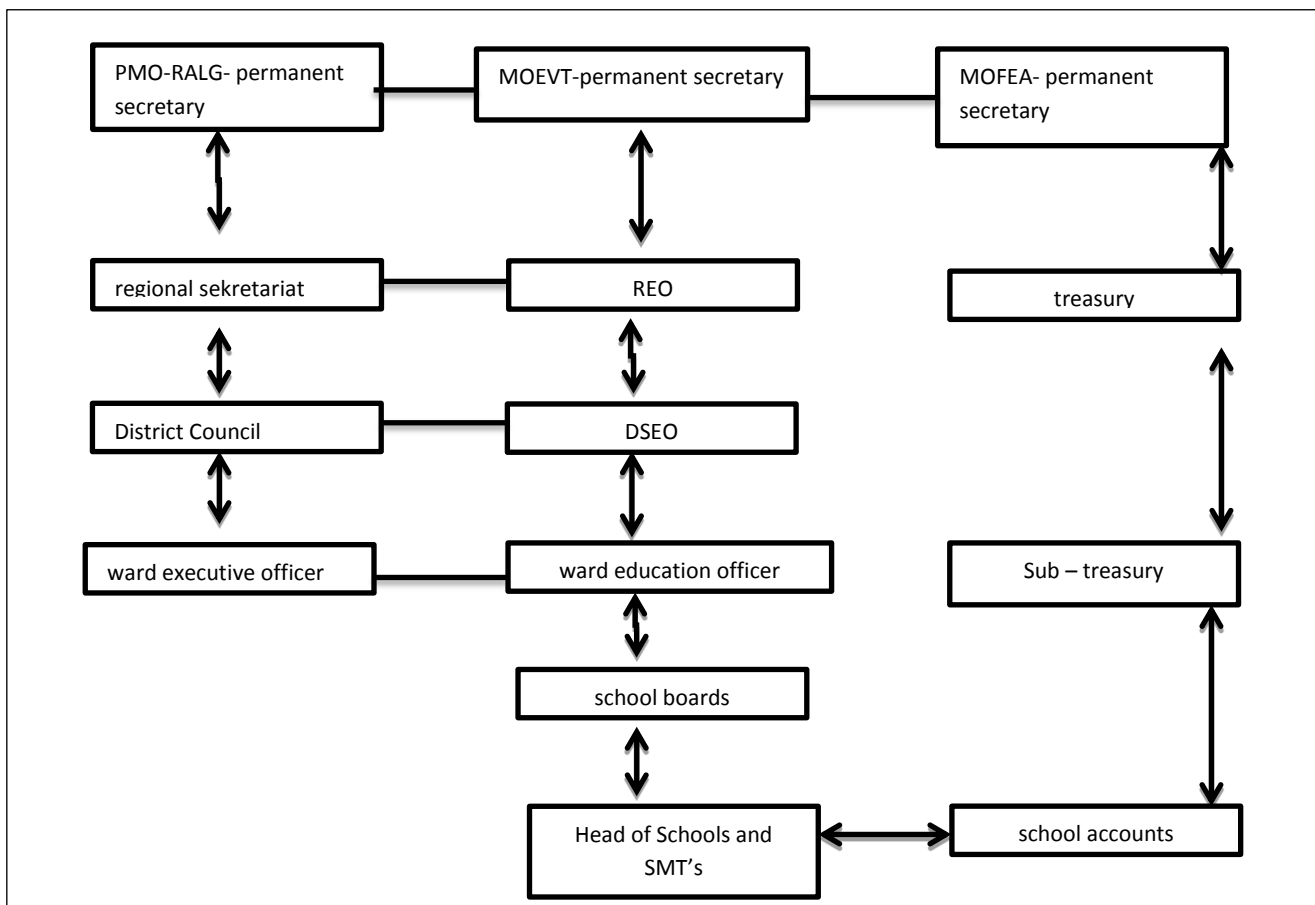 PMO-RALG- permanent
secretary
MOEVT-permanent secretary
MOFEA- permanent
secretary
regional sekretariat
REO
treasury
District Council
DSEO
ward executive officer
ward education officer
Sub – treasury
school boards
Head of Schools and
SMT’s
school accounts